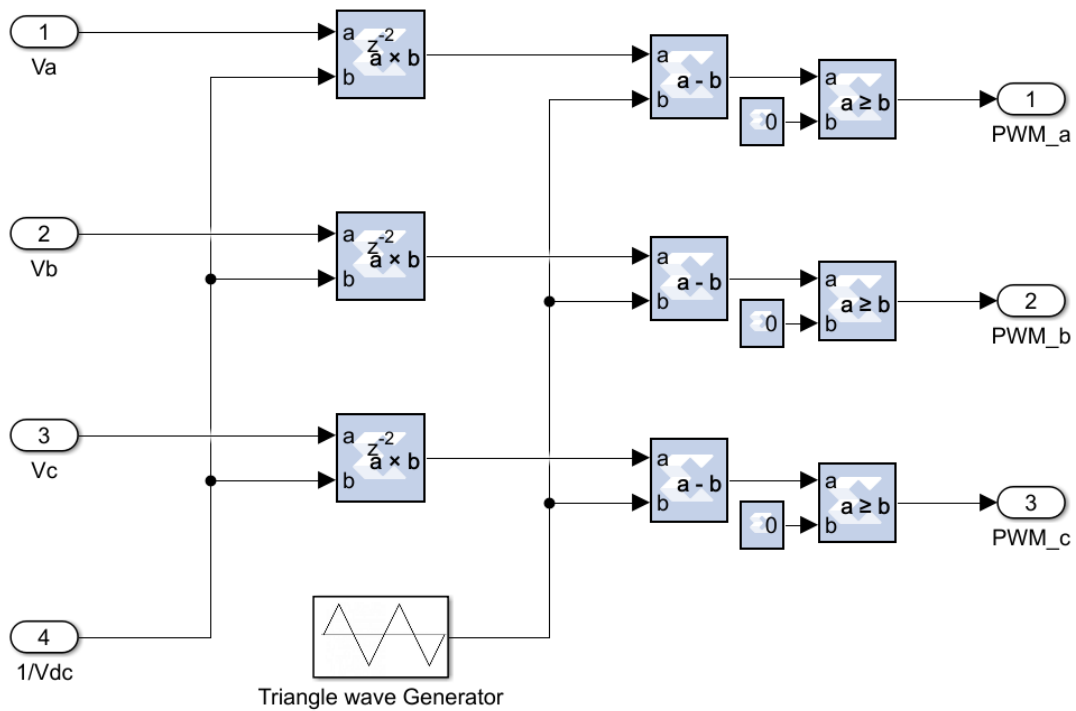 1
Va
a
b
z-2
a × b
a
b
a - b
0
a
b
a ≥ b
1
PWM_a
2
Vb
a
b
z-2
a × b
a
b
a - b
0
a
b
a ≥ b
2
PWM_b
3
Vc
a
b
z-2
a × b
a
b
a - b
0
a
b
a ≥ b
3
PWM_c
4
1/Vdc
Triangle wave Generator